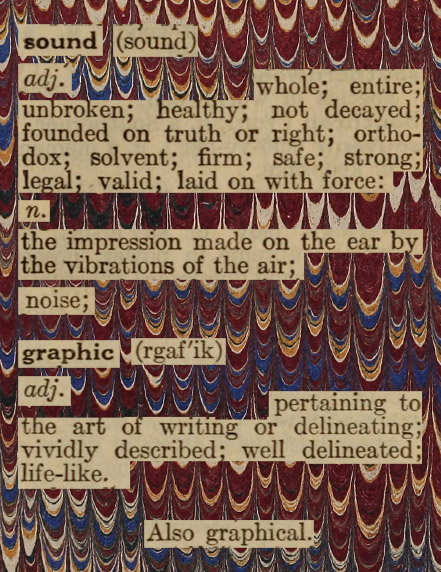 sound (sound)
adj.
whole; entire;
unbroken; healthy; not decayed;
founded on truth or right; ortho-
dox; solvent; firm; safe; strong;
legal; valid; laid on with force:
n.
the impression made on the ear by
the vibrations of the air;
noise;
graphic (rgaf′ik)
adj.
pertaining to
the art of writing or delineating;
vividly described; well delineated;
life-like.
Also graphical.